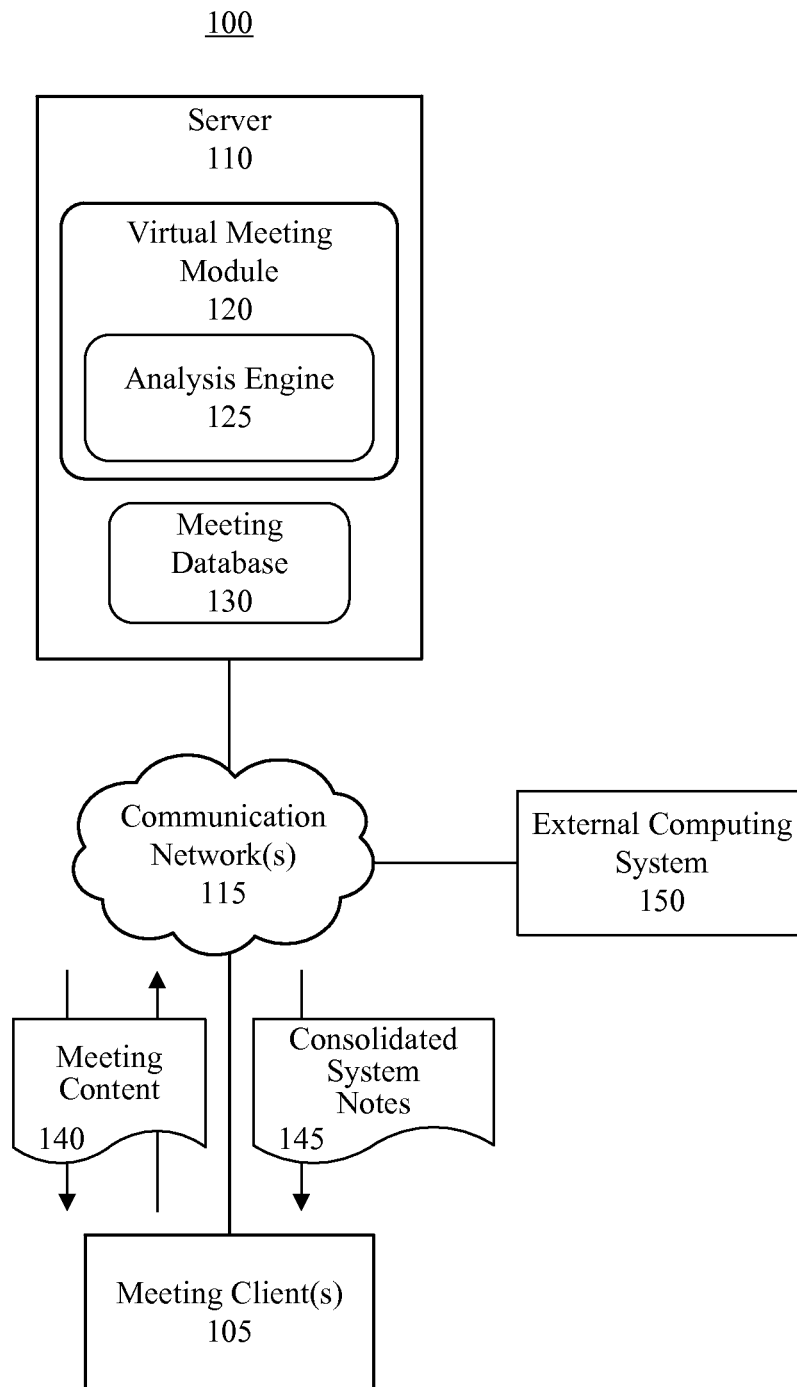 100
Server
110
Virtual Meeting
Module
120
Analysis Engine
125
Meeting
Database
130
Communication
Network(s)
115
External Computing
System
150
Meeting
Content
140
Consolidated
System
Notes
145
Meeting Client(s)
105